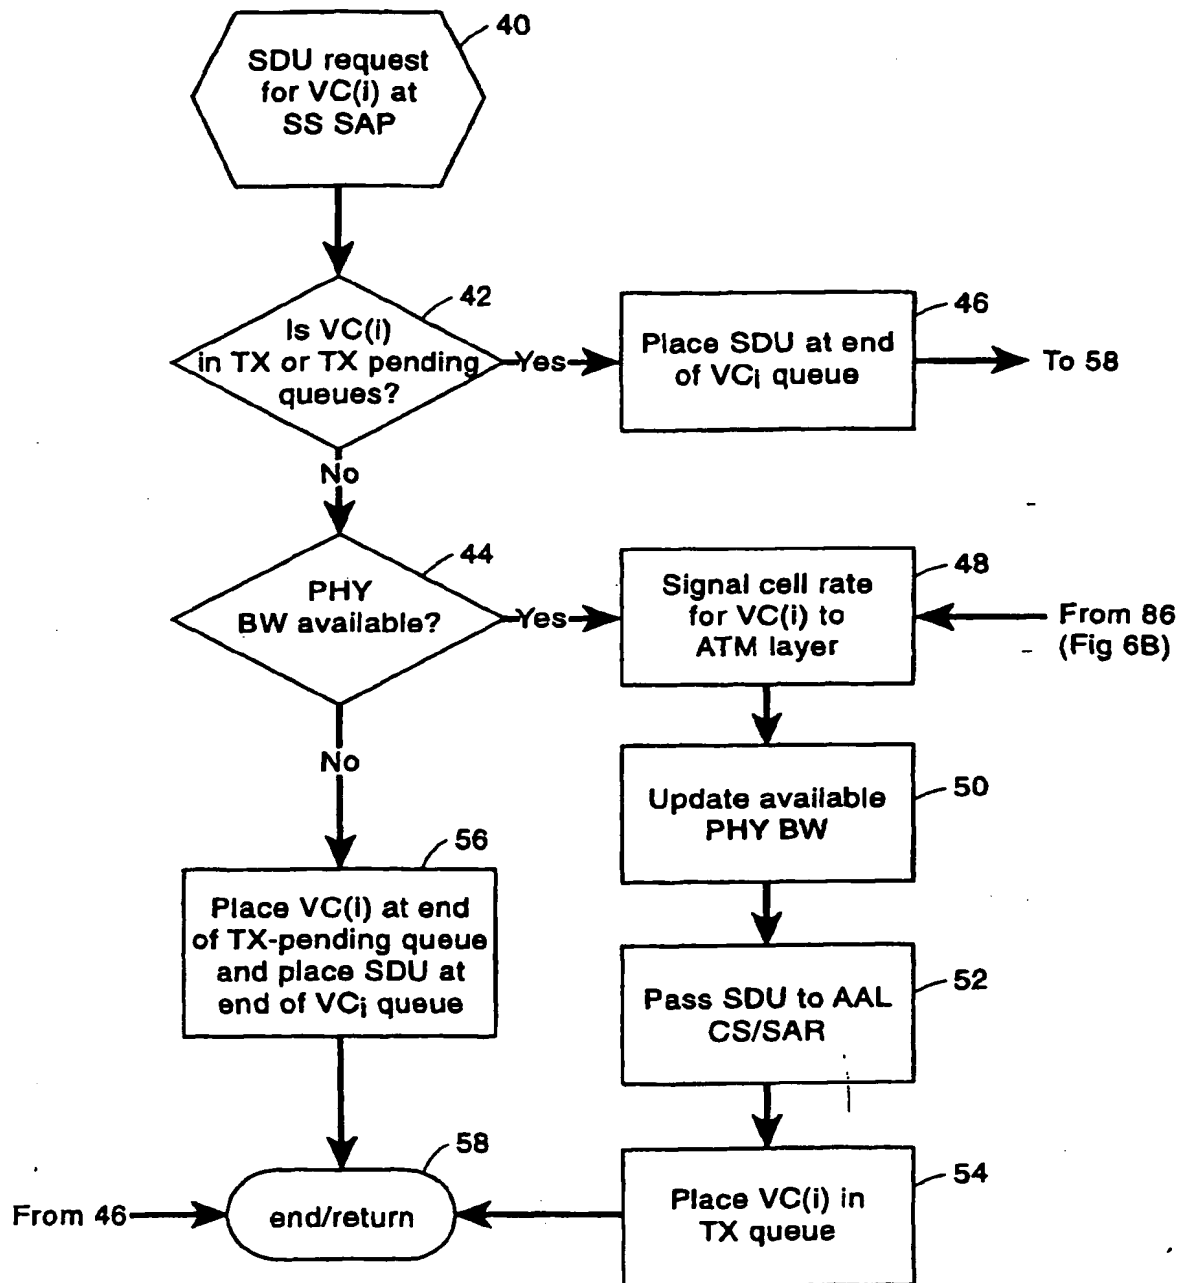 40
SDU request
for VC(i) at
SS SAP
42
Is VC(i)
in TX or TX pending
queues?
Yes
46
Place SDU at end
of VCi queue
To 58
No
44
PHY
BW available?
Yes
48
Signal cell rate
for VC(i) to
ATM layer
From 86
(Fig 6B)
No
50
Update available
PHY BW
56
Place VC(i) at end
of TX-pending queue
and place SDU at
end of VCi queue
52
Pass SDU to AAL
CS/SAR
58
From 46
end/return
54
Place VC(i) in
TX queue